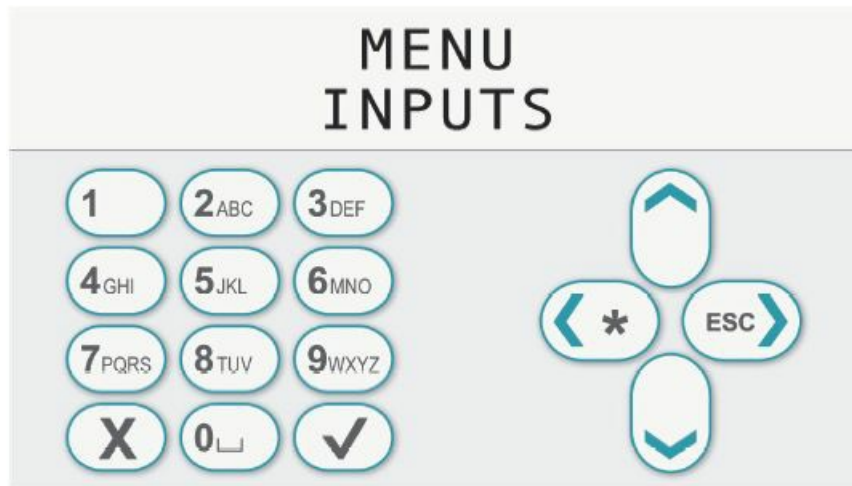 MENU
INPUTS
1 2ABC 3DEF
4GHI 5JKL 6MNO
* ESC
7PQRS 8TUV 9WXYZ
X 0